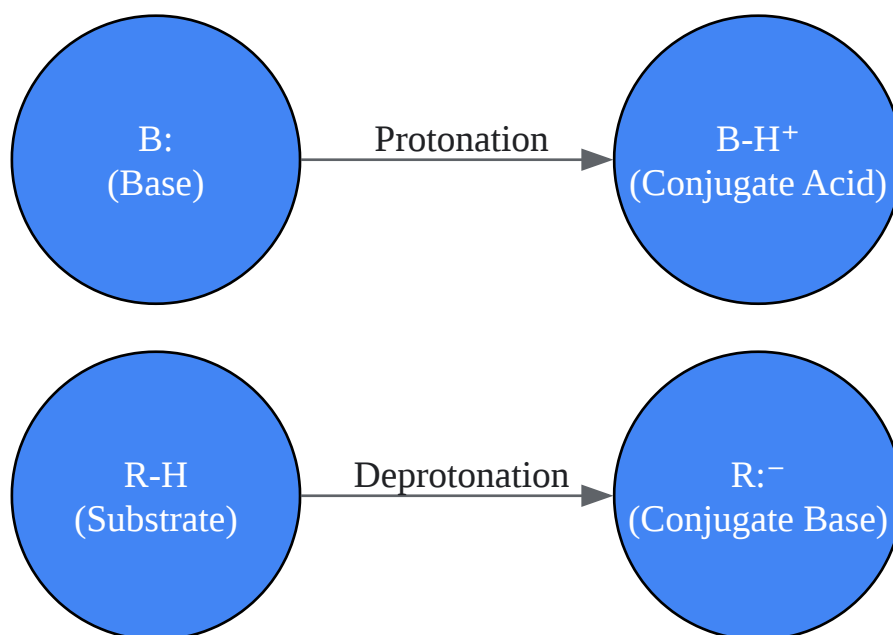 B:
(Base)
Protonation
B-H⁺
(Conjugate Acid)
R-H
(Substrate)
Deprotonation
R:⁻
(Conjugate Base)